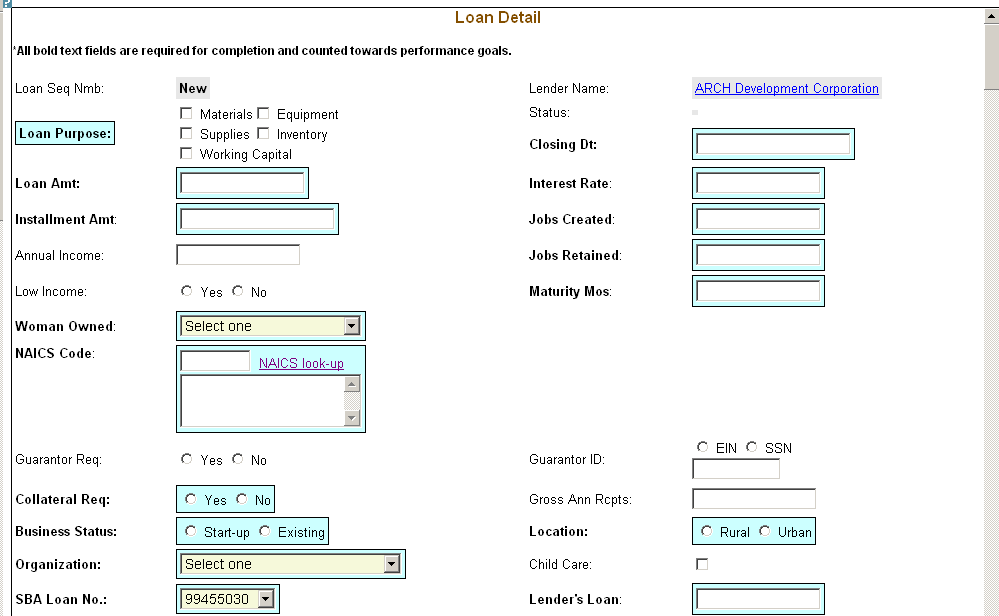 Loan Detail
*All bold text fields are required for completion and counted towards performance goals.
Loan Seq Nmb: New Lender Name: ARCH Development Corporation
Status:
Loan Purpose: Materials Equipment
Supplies Inventory
Working Capital
Closing Dt:
Loan Amt: Interest Rate:
Installment Amt: Jobs Created:
Annual Income: Jobs Retained:
Low Income: Yes No Maturity Mos:
Woman Owned: Select one
NAICS Code: NAICS look-up
Guarantor Req: Yes No Guarantor ID: EIN SSN
Collateral Req: Yes No Gross Ann Rcpts:
Business Status: Start-up Existing Location: Rural Urban
Organization: Select one Child Care:
SBA Loan No.: 99455030 Lender's Loan: